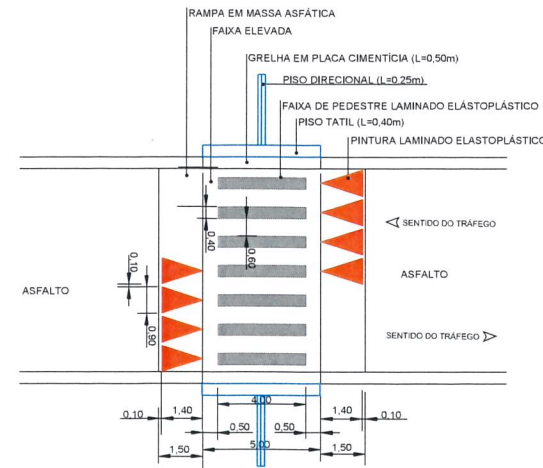 RAMPA EM MASSA ASFÁTICA
FAIXA ELEVADA
GRELHA EM PLACA CIMENTÍCIA (L=0,50m)
PISO DIRECIONAL (L=0,25m)
FAIXA DE PEDESTRE LAMINADO ELÁSTOPLÁSTICO
PISO TATIL (L=0,40m)
PINTURA LAMINADO ELASTOPLÁSTICO
SENTIDO DO TRÁFEGO
0,40
0,60
0,10
ASFALTO
ASFALTO
0,90
SENTIDO DO TRÁFEGO
4,00
0,10
1,40
0,50
0,50
1,40
0,10
1,50
5,00
1,50